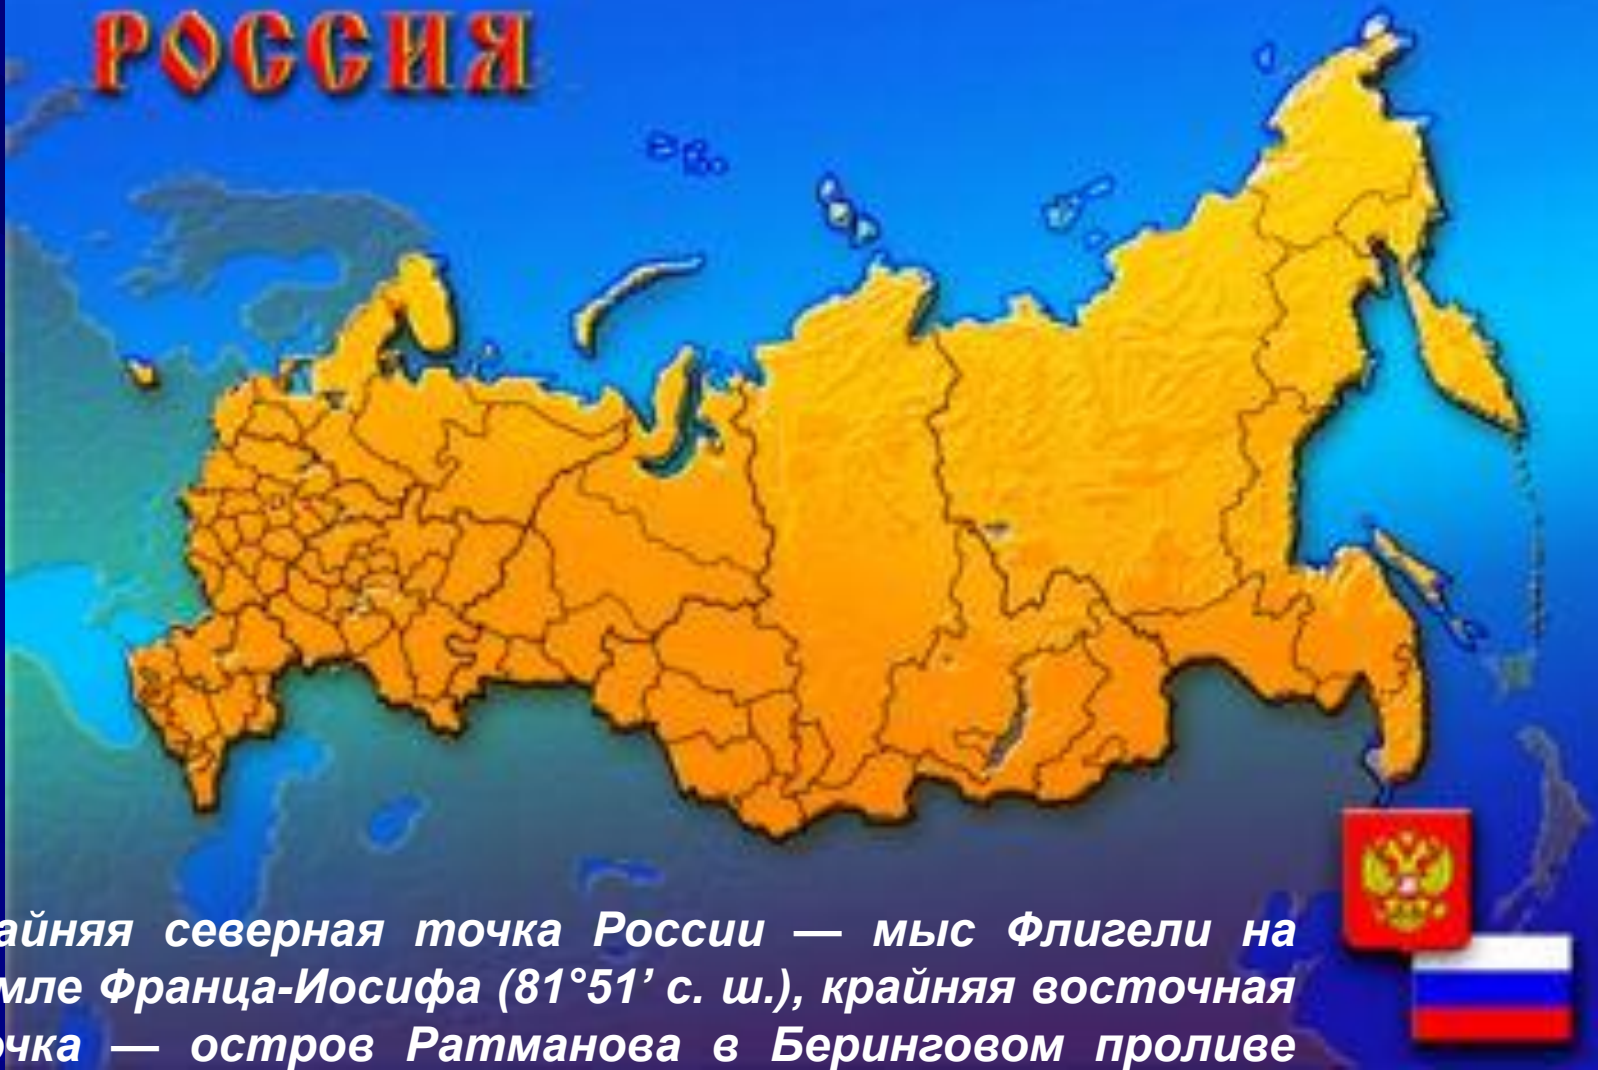 РОССИЯ
айняя северная точка России — мыс Флигели на
мле Франца-Иосифа (81°51’ с. ш.), крайняя восточная
очка — остров Ратманова в Беринговом проливе